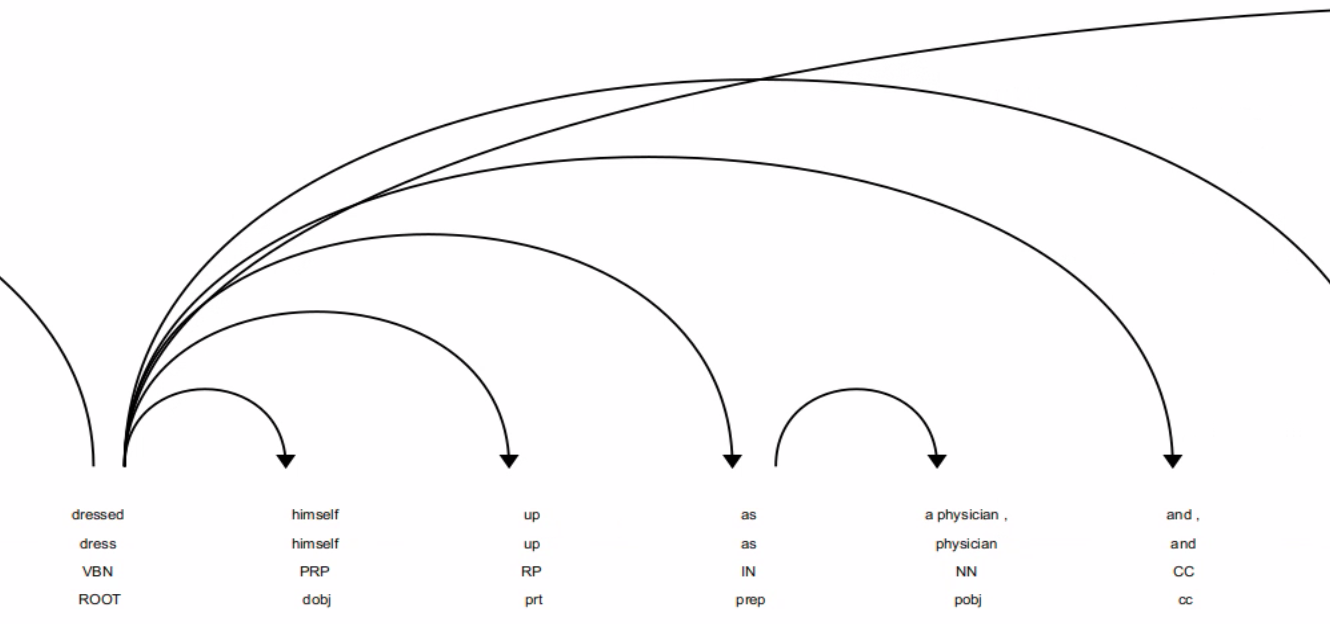 dressed himself up as a physician , and ,
dress himself up as physician and
VBN PRP RP IN NN CC
ROOT dobj prt prep pobj cc